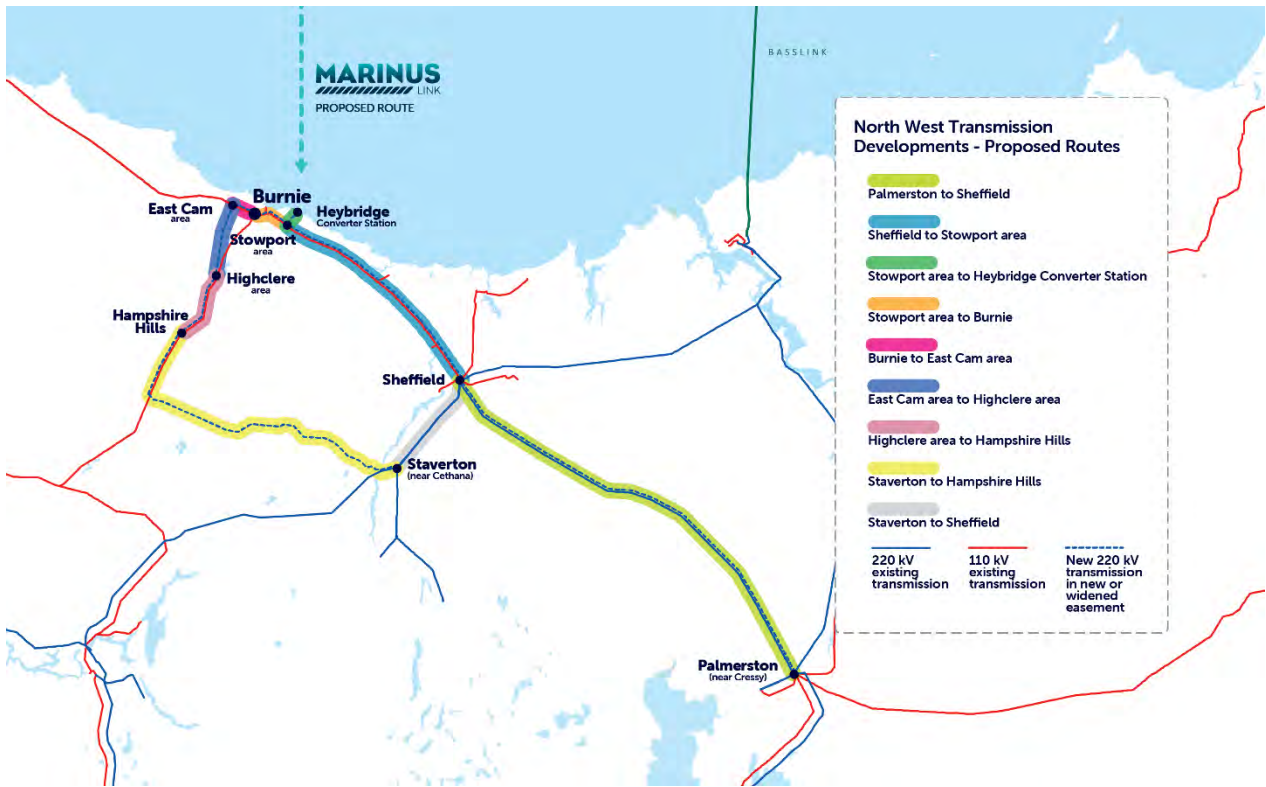 BASSLINK
MARINUS
LINK
PROPOSED ROUTE
Burnie
East Cam
area
Heybridge
Converter Station
Stowport
area
Highclere
area
Hampshire
Hills
Sheffield
Staverton
(near Cethana)
Palmerston
(near Cressy)
North West Transmission
Developments - Proposed Routes
Palmerston to Sheffield
Sheffield to Stowport area
Stowport area to Heybridge Converter Station
Stowport area to Burnie
Burnie to East Cam area
East Cam area to Highclere area
Highclere area to Hampshire Hills
Staverton to Hampshire Hills
Staverton to Sheffield
220 kV
existing
transmission
110 kV
existing
transmission
New 220 kV
transmission
in new or
widened
easement